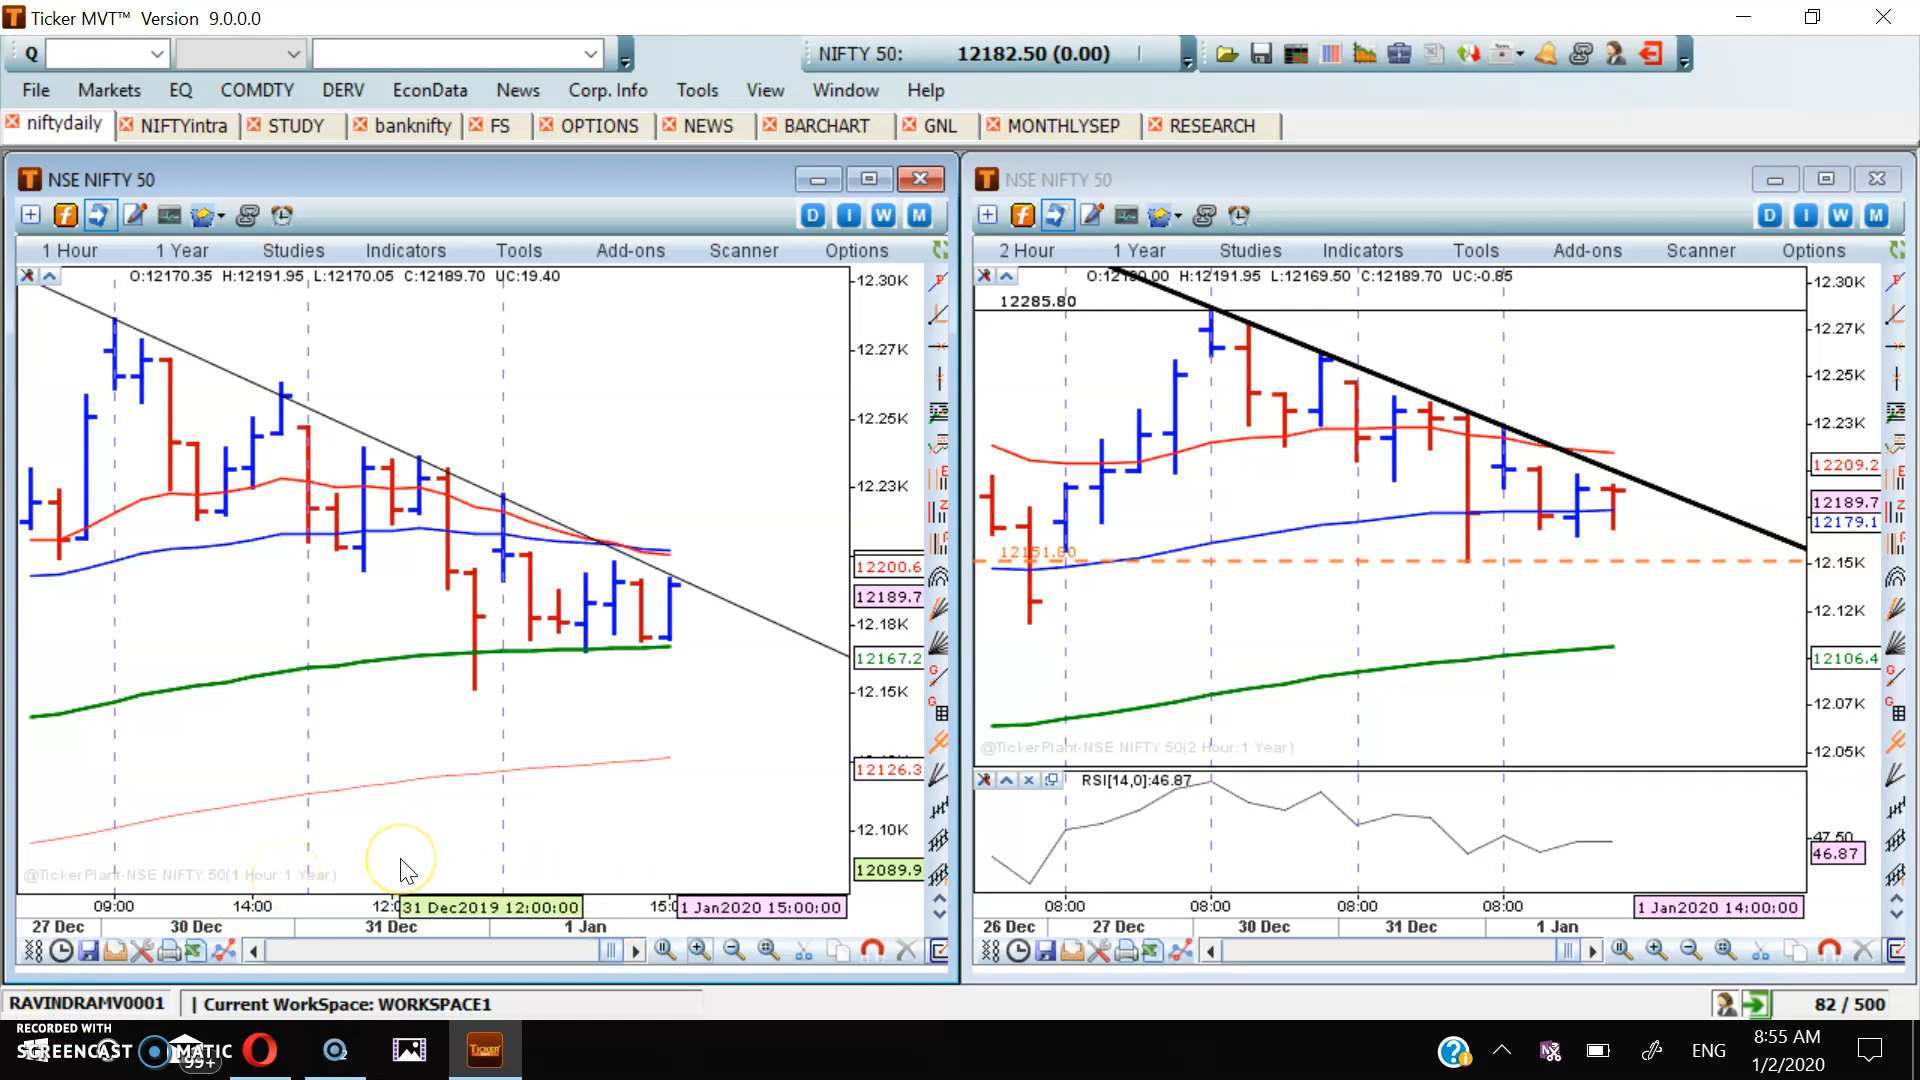 Ticker MVT™ Version 9.0.0.0
Q
NIFTY 50: 12182.50 (0.00)
File Markets EQ COMDTY DERV EconData News Corp. Info Tools View Window Help
niftydaily NIFTYintra STUDY banknifty FS OPTIONS NEWS BARCHART GNL MONTHLYSEP RESEARCH
NSE NIFTY 50
D I W M
1 Hour 1 Year Studies Indicators Tools Add-ons Scanner Options
O:12170.35 H:12191.95 L:12170.05 C:12189.70 UC:19.40
12.30K
12.27K
12.25K
12.23K
12200.6
12189.7
12.18K
12167.2
12.15K
12126.3
12.10K
12089.9
@TickerPlant-NSE NIFTY 50(1 Hour:1 Year)
09:00 14:00 31 Dec2019 12:00:00 1 Jan2020 15:00:00
27 Dec 30 Dec 31 Dec 1 Jan
NSE NIFTY 50
D I W M
2 Hour 1 Year Studies Indicators Tools Add-ons Scanner Options
H:12191.95 L:12169.50 C:12189.70 UC:-0.85
12285.80
12151.80
12.30K
12.27K
12.25K
12.23K
12209.2
12189.7
12179.1
12.15K
12.12K
12106.4
12.07K
12.05K
@TickerPlant-NSE NIFTY 50(2 Hour:1 Year)
RSI[14,0]:46.87
47.50
46.87
08:00 08:00 08:00 08:00 1 Jan2020 14:00:00
26 Dec 27 Dec 30 Dec 31 Dec 1 Jan
RAVINDRAMV0001 | Current WorkSpace: WORKSPACE1
82 / 500
RECORDED WITH
SCREENCAST MATIC
99+
TICKER
ENG
8:55 AM
1/2/2020